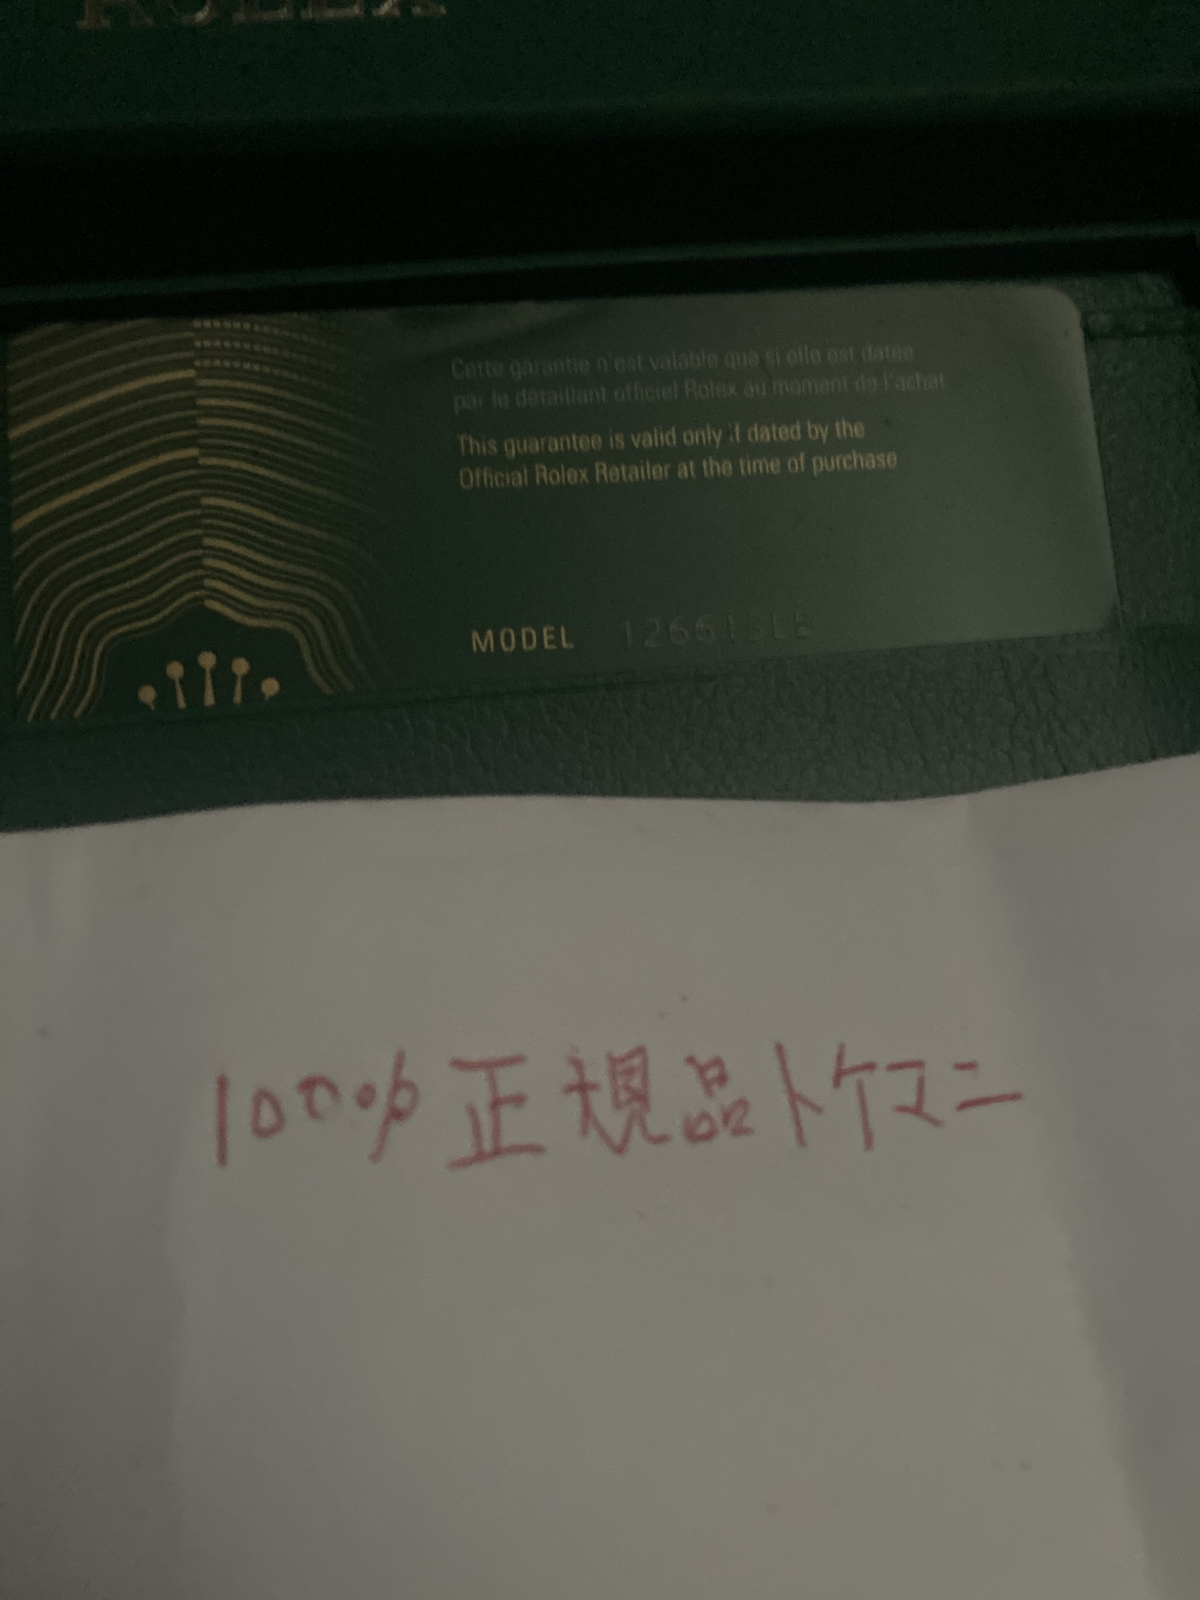 ROLEX
Cette garantie n'est valable que si elle est datée
par le détaillant officiel Rolex au moment de l'achat
This guarantee is valid only if dated by the
Official Rolex Retailer at the time of purchase
MODEL 126613LB
100% 正規品トケマニ